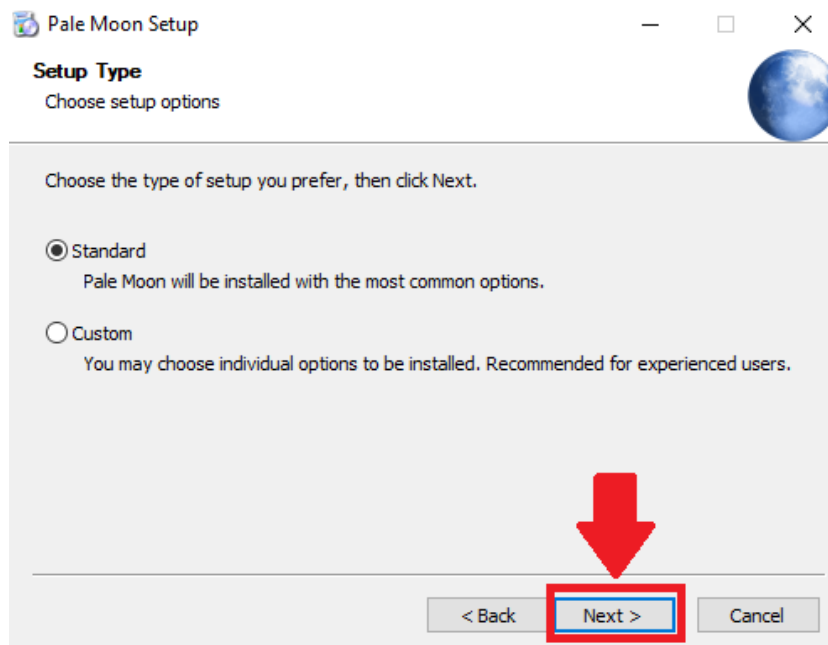 Pale Moon Setup
Setup Type
Choose setup options
Choose the type of setup you prefer, then click Next.
Standard
Pale Moon will be installed with the most common options.
Custom
You may choose individual options to be installed. Recommended for experienced users.
< Back Next > Cancel